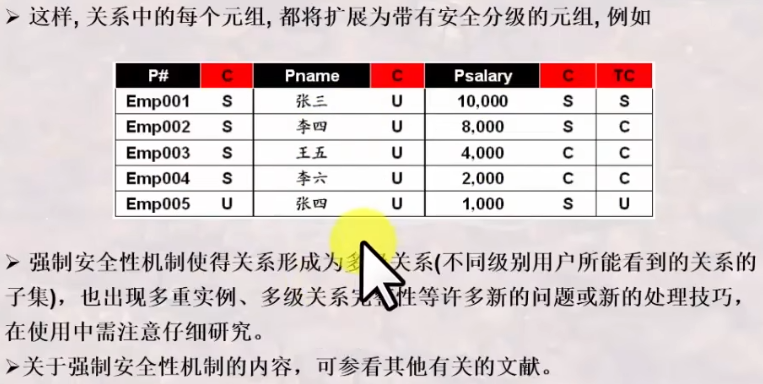 ➢ 这样, 关系中的每个元组, 都将扩展为带有安全分级的元组, 例如
P# C Pname C Psalary C TC
Emp001 S 张三 U 10,000 S S
Emp002 S 李四 U 8,000 S C
Emp003 S 王五 U 4,000 C C
Emp004 S 李六 U 2,000 C C
Emp005 U 张四 U 1,000 S U
➢ 强制安全性机制使得关系形成为多级关系(不同级别用户所能看到的关系的
子集)，也出现多重实例、多级关系完整性等许多新的问题或新的处理技巧，
在使用中需注意仔细研究。
➢关于强制安全性机制的内容，可参看其他有关的文献。